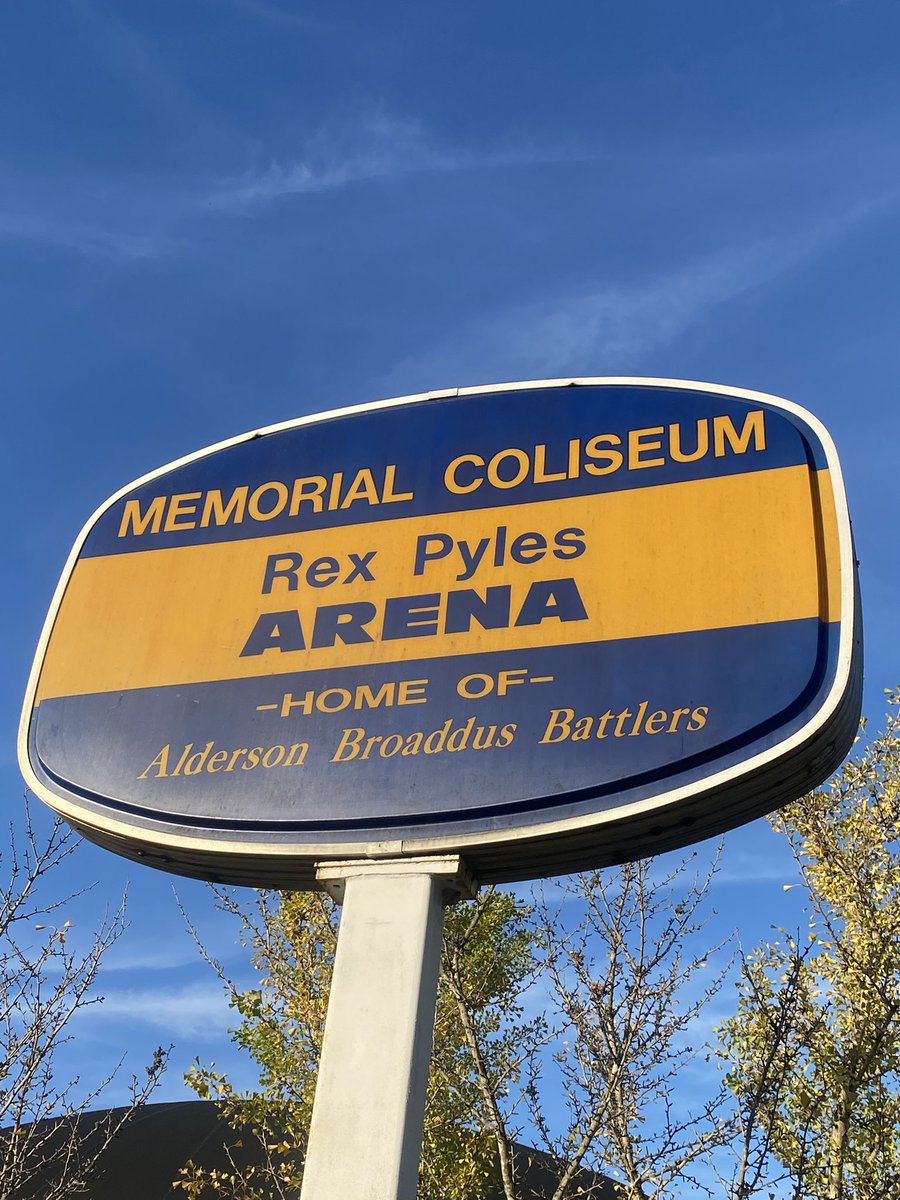 MEMORIAL COLISEUM
Rex Pyles
ARENA
-HOME OF-
Alderson Broaddus Battlers